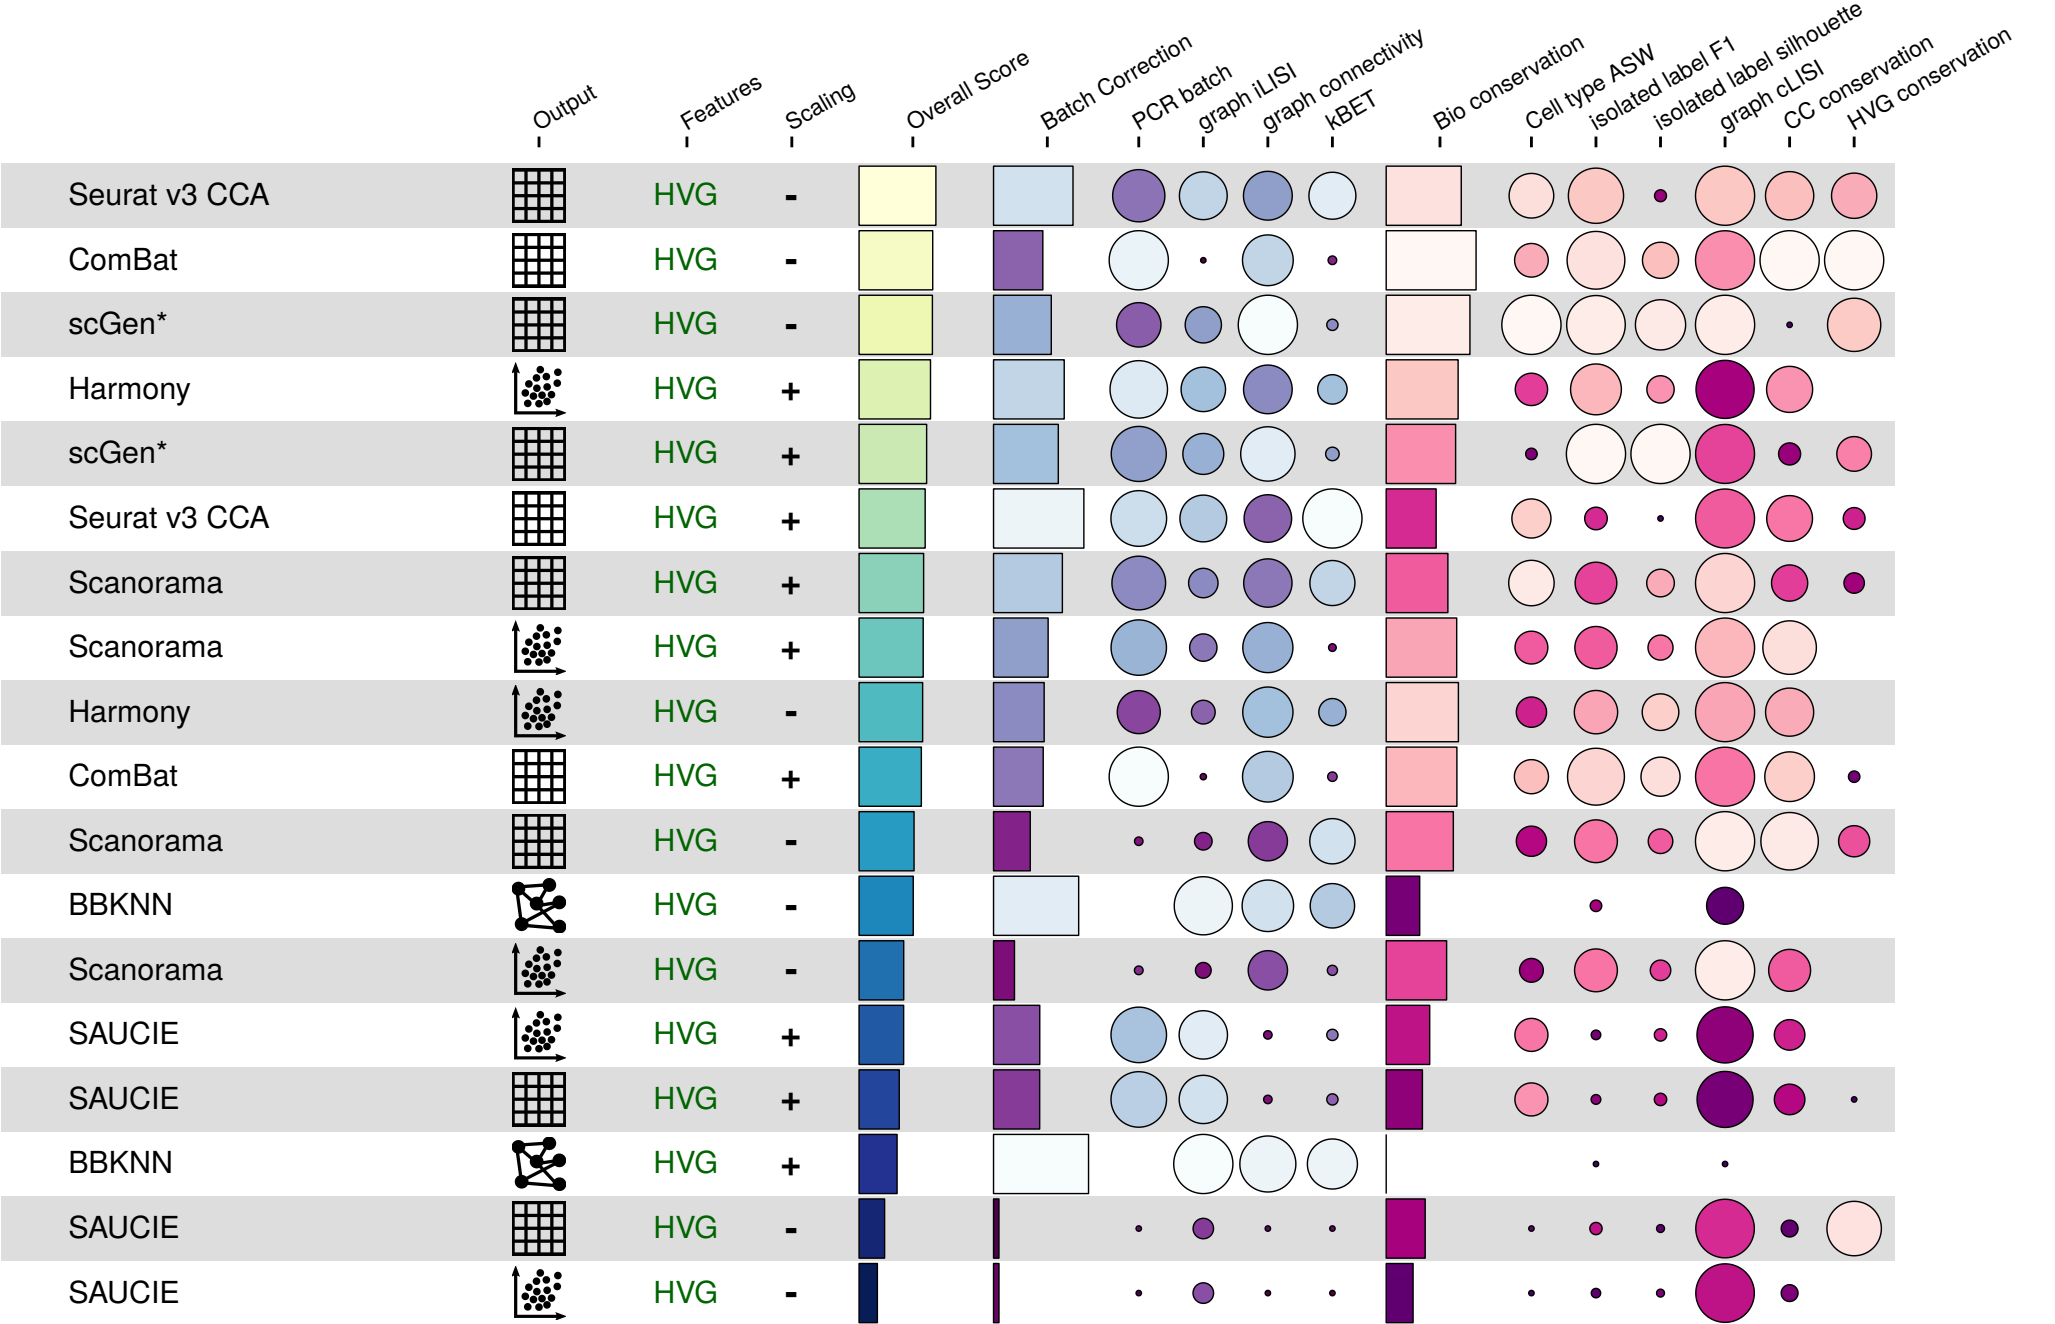 Output Features Scaling Overall Score Batch Correction PCR batch graph iLISI graph connectivity kBET Bio conservation Cell type ASW isolated label F1 isolated label silhouette graph cLISI CC conservation HVG conservation
Seurat v3 CCA HVG -
ComBat HVG -
scGen* HVG -
Harmony HVG +
scGen* HVG +
Seurat v3 CCA HVG +
Scanorama HVG +
Scanorama HVG +
Harmony HVG -
ComBat HVG +
Scanorama HVG -
BBKNN HVG -
Scanorama HVG -
SAUCIE HVG +
SAUCIE HVG +
BBKNN HVG +
SAUCIE HVG -
SAUCIE HVG -